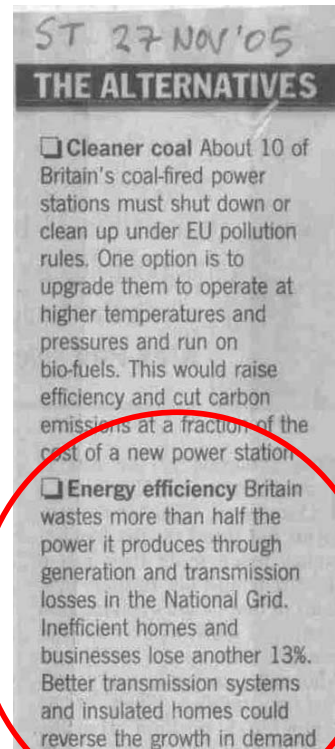 ST 27 NOV '05
THE ALTERNATIVES
❏ Cleaner coal About 10 of
Britain's coal-fired power
stations must shut down or
clean up under EU pollution
rules. One option is to
upgrade them to operate at
higher temperatures and
pressures and run on
bio-fuels. This would raise
efficiency and cut carbon
emissions at a fraction of the
cost of a new power station
❏ Energy efficiency Britain
wastes more than half the
power it produces through
generation and transmission
losses in the National Grid.
Inefficient homes and
businesses lose another 13%.
Better transmission systems
and insulated homes could
reverse the growth in demand